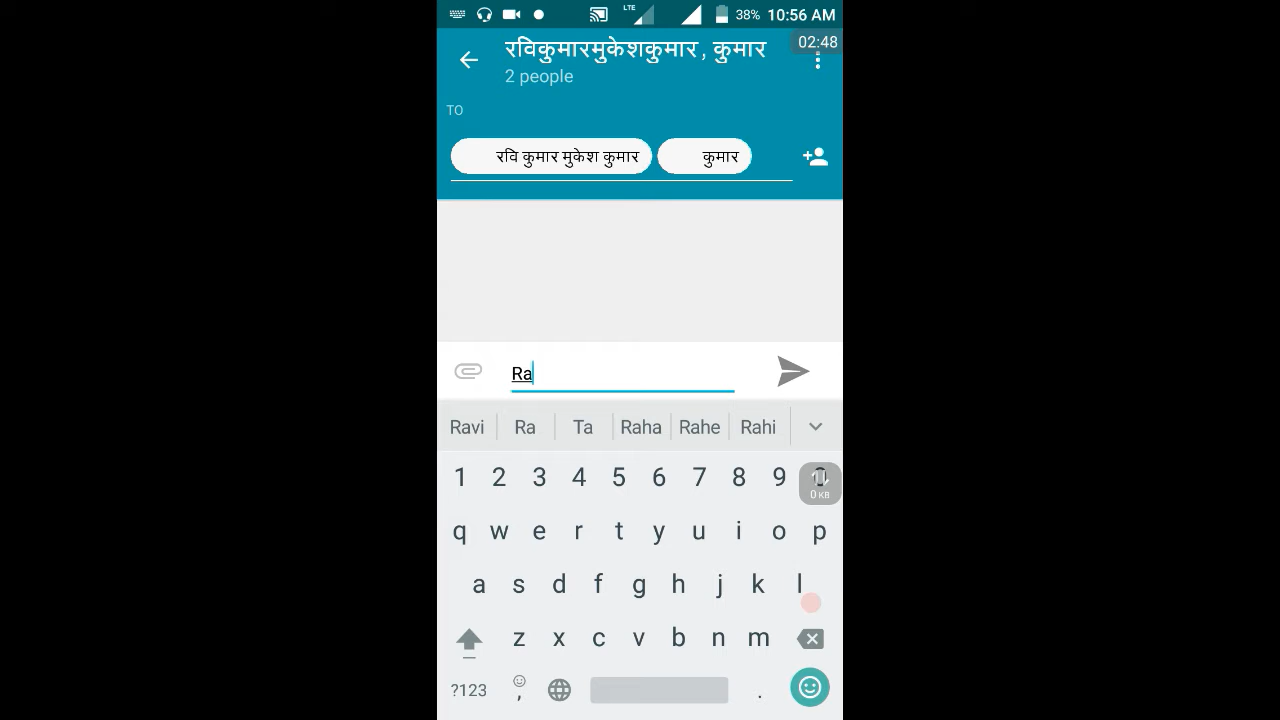 LTE 38% 10:56 AM
02:48
रविकुमारमुकेशकुमार, कुमार
2 people
TO
रवि कुमार मुकेश कुमार कुमार
Ra
Ravi Ra Ta Raha Rahe Rahi
1 2 3 4 5 6 7 8 9 0
0 KB
q w e r t y u i o p
a s d f g h j k l
z x c v b n m
?123 , .